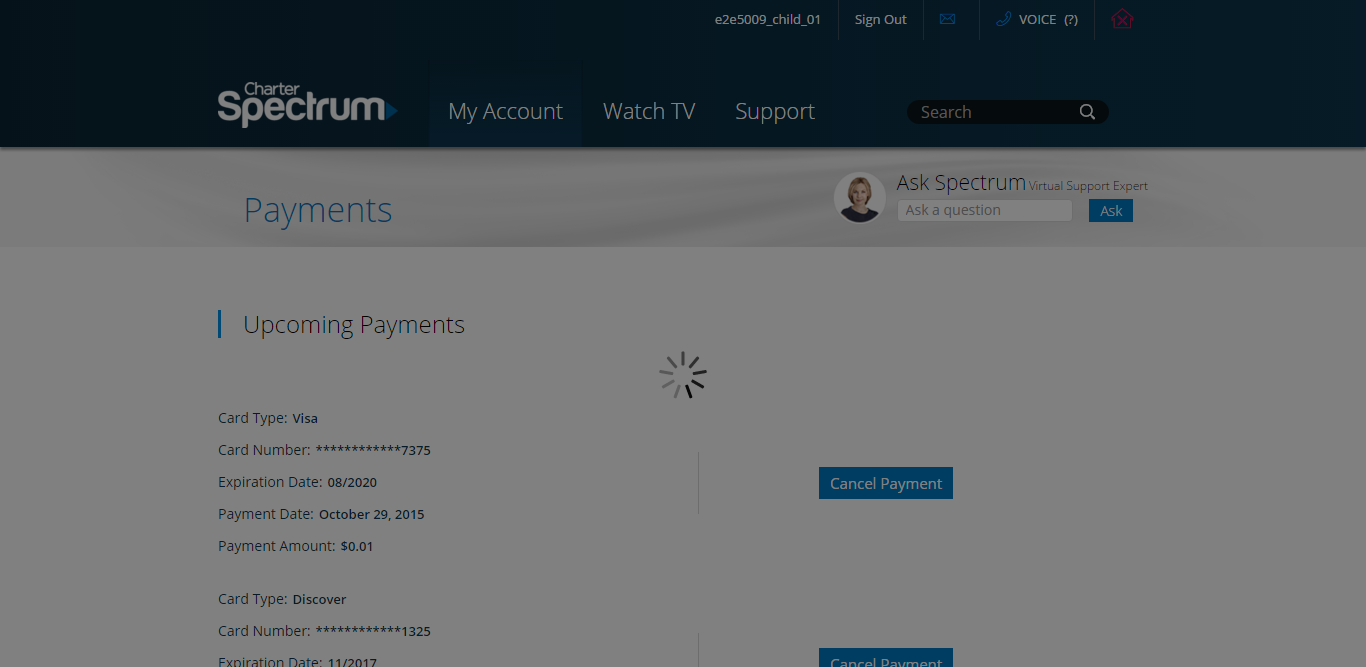 e2e5009_child_01 Sign Out VOICE (?)
Charter
Spectrum
My Account Watch TV Support Search
Ask Spectrum Virtual Support Expert
Payments
Ask a question Ask
Upcoming Payments
Card Type: Visa
Card Number: ************7375
Expiration Date: 08/2020
Cancel Payment
Payment Date: October 29, 2015
Payment Amount: $0.01
Card Type: Discover
Card Number: ************1325
Expiration Date: 11/2017
Cancel Payment